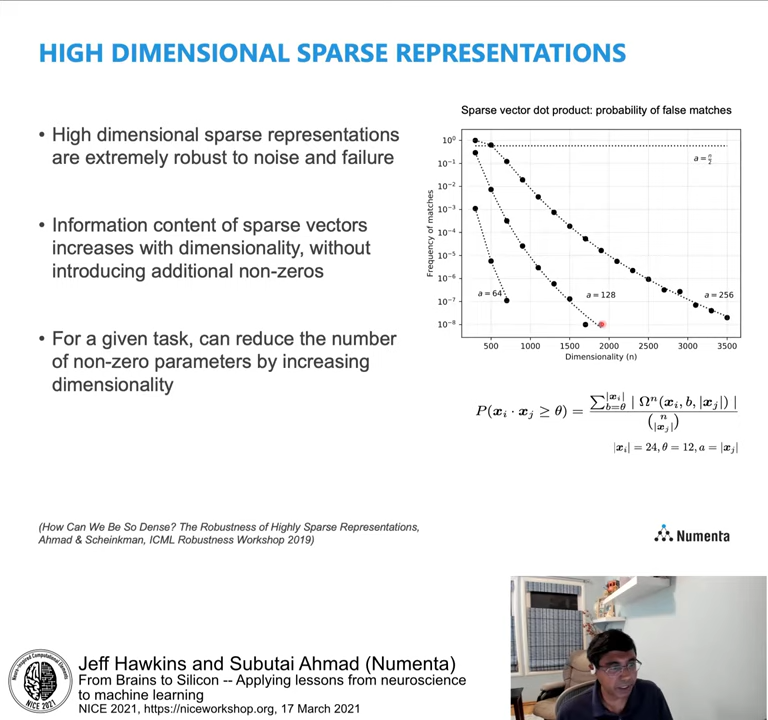 HIGH DIMENSIONAL SPARSE REPRESENTATIONS
• High dimensional sparse representations
are extremely robust to noise and failure
• Information content of sparse vectors
increases with dimensionality, without
introducing additional non-zeros
• For a given task, can reduce the number
of non-zero parameters by increasing
dimensionality
Sparse vector dot product: probability of false matches
Frequency of matches
10⁰
10⁻¹
10⁻²
10⁻³
10⁻⁴
10⁻⁵
10⁻⁶
10⁻⁷
10⁻⁸
a = n/2
a = 64
a = 128
a = 256
500 1000 1500 2000 2500 3000 3500
Dimensionality (n)
P(xᵢ · xⱼ ≥ θ) = ∑_{b=θ}^{|xᵢ|} | Ωⁿ(xᵢ, b, |xⱼ|) | / (n |xⱼ|)
|xᵢ| = 24, θ = 12, a = |xⱼ|
(How Can We Be So Dense? The Robustness of Highly Sparse Representations,
Ahmad & Scheinkman, ICML Robustness Workshop 2019)
Numenta
Neuro-Inspired Computational Elements
NICE 2021
Jeff Hawkins and Subutai Ahmad (Numenta)
From Brains to Silicon -- Applying lessons from neuroscience
to machine learning
NICE 2021, https://niceworkshop.org, 17 March 2021